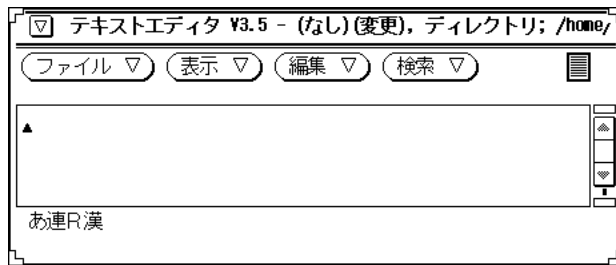 テキストエディタ V3.5 - (なし)(変更), ディレクトリ; /home/
ファイル ▽ 表示 ▽ 編集 ▽ 検索 ▽
あ連R漢